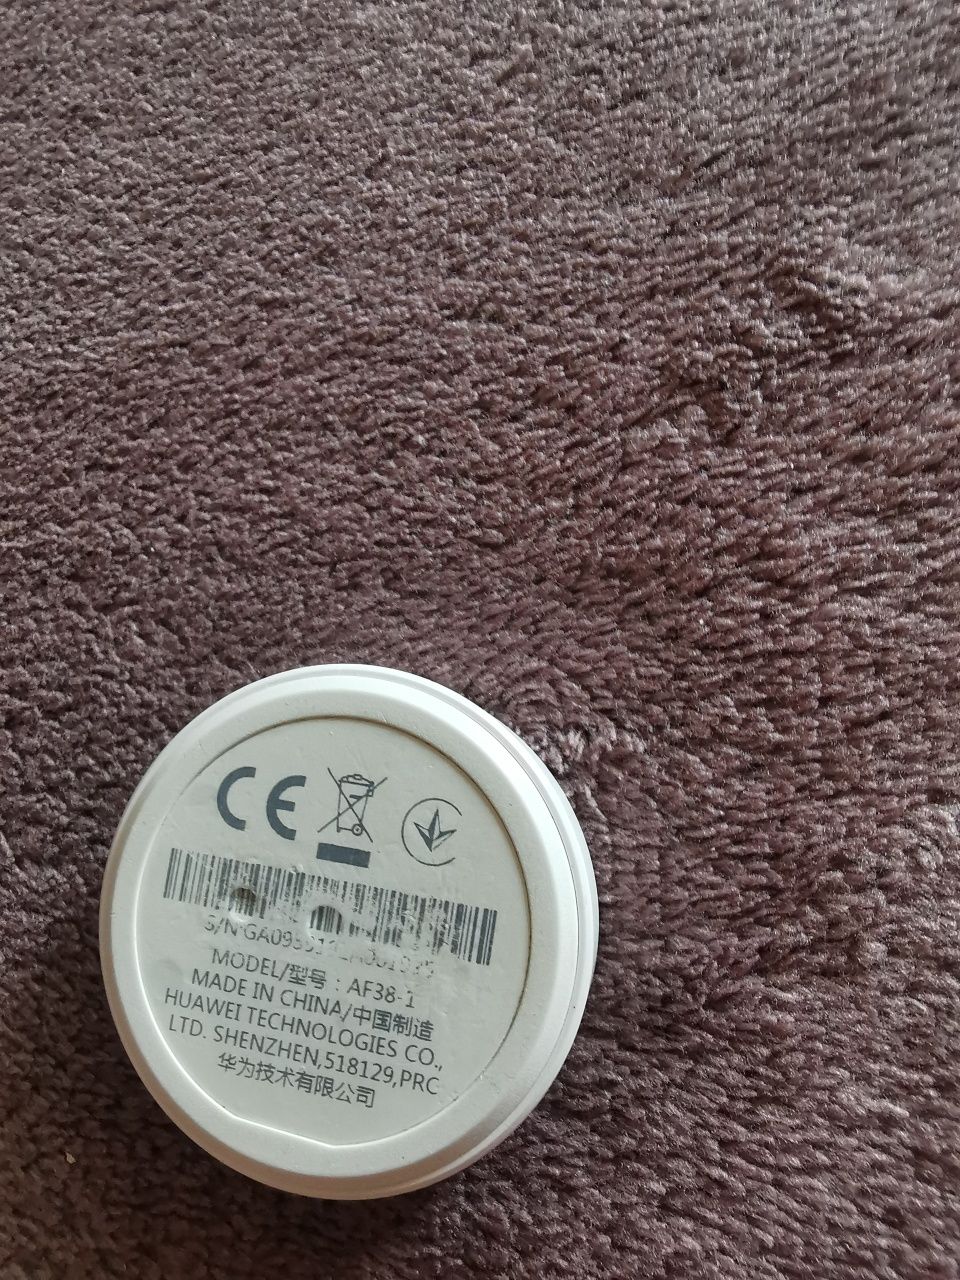 CE
S/N:
MODEL/型号：AF38-1
MADE IN CHINA/中国制造
HUAWEI TECHNOLOGIES CO.,
LTD. SHENZHEN,518129,PRC
华为技术有限公司